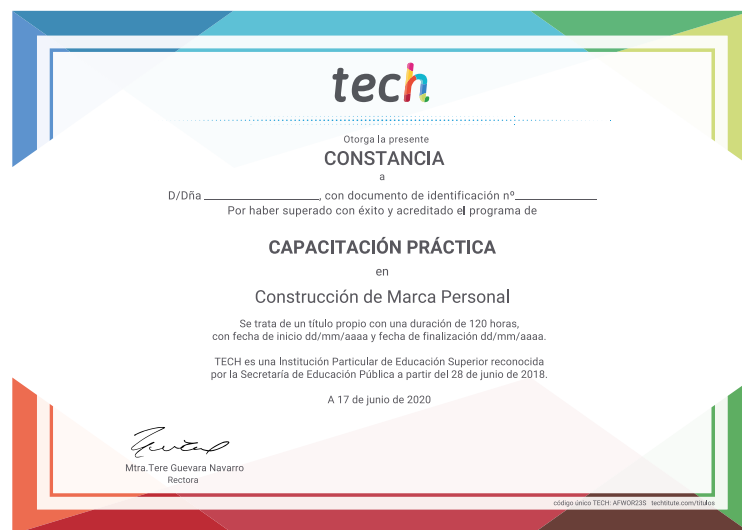 tech
Otorga la presente
CONSTANCIA
a
D/Dña ____________________, con documento de identificación nº______________
Por haber superado con éxito y acreditado el programa de
CAPACITACIÓN PRÁCTICA
en
Construcción de Marca Personal
Se trata de un título propio con una duración de 120 horas,
con fecha de inicio dd/mm/aaaa y fecha de finalización dd/mm/aaaa.
TECH es una Institución Particular de Educación Superior reconocida
por la Secretaría de Educación Pública a partir del 28 de junio de 2018.
A 17 de junio de 2020
Mtra.Tere Guevara Navarro
Rectora
código único TECH: AFWOR23S techtitute.com/titulos